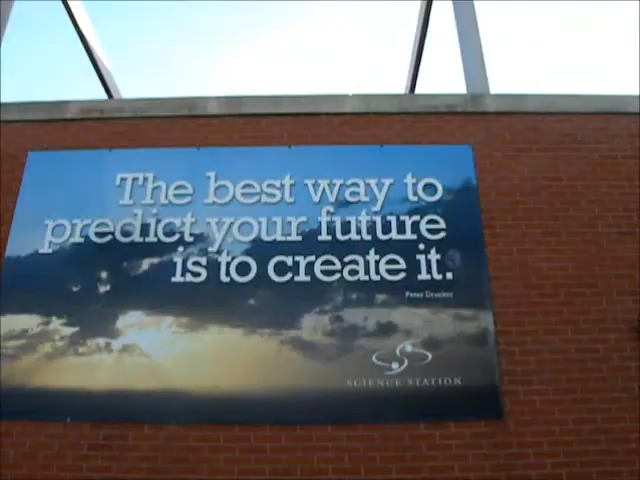 The best way to
predict your future
is to create it.
Peter Drucker
SCIENCE STATION